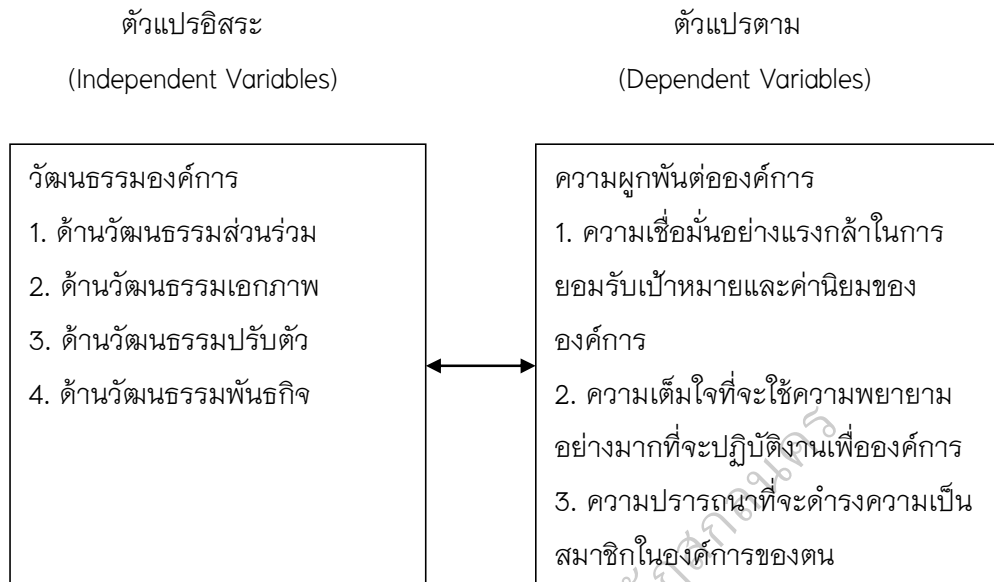 ตัวแปรอิสระ
(Independent Variables)
ตัวแปรตาม
(Dependent Variables)
วัฒนธรรมองค์การ
1. ด้านวัฒนธรรมส่วนร่วม
2. ด้านวัฒนธรรมเอกภาพ
3. ด้านวัฒนธรรมปรับตัว
4. ด้านวัฒนธรรมพันธกิจ
ความผูกพันต่อองค์การ
1. ความเชื่อมั่นอย่างแรงกล้าในการ
ยอมรับเป้าหมายและค่านิยมของ
องค์การ
2. ความเต็มใจที่จะใช้ความพยายาม
อย่างมากที่จะปฏิบัติงานเพื่อองค์การ
3. ความปรารถนาที่จะดำรงความเป็น
สมาชิกในองค์การของตน